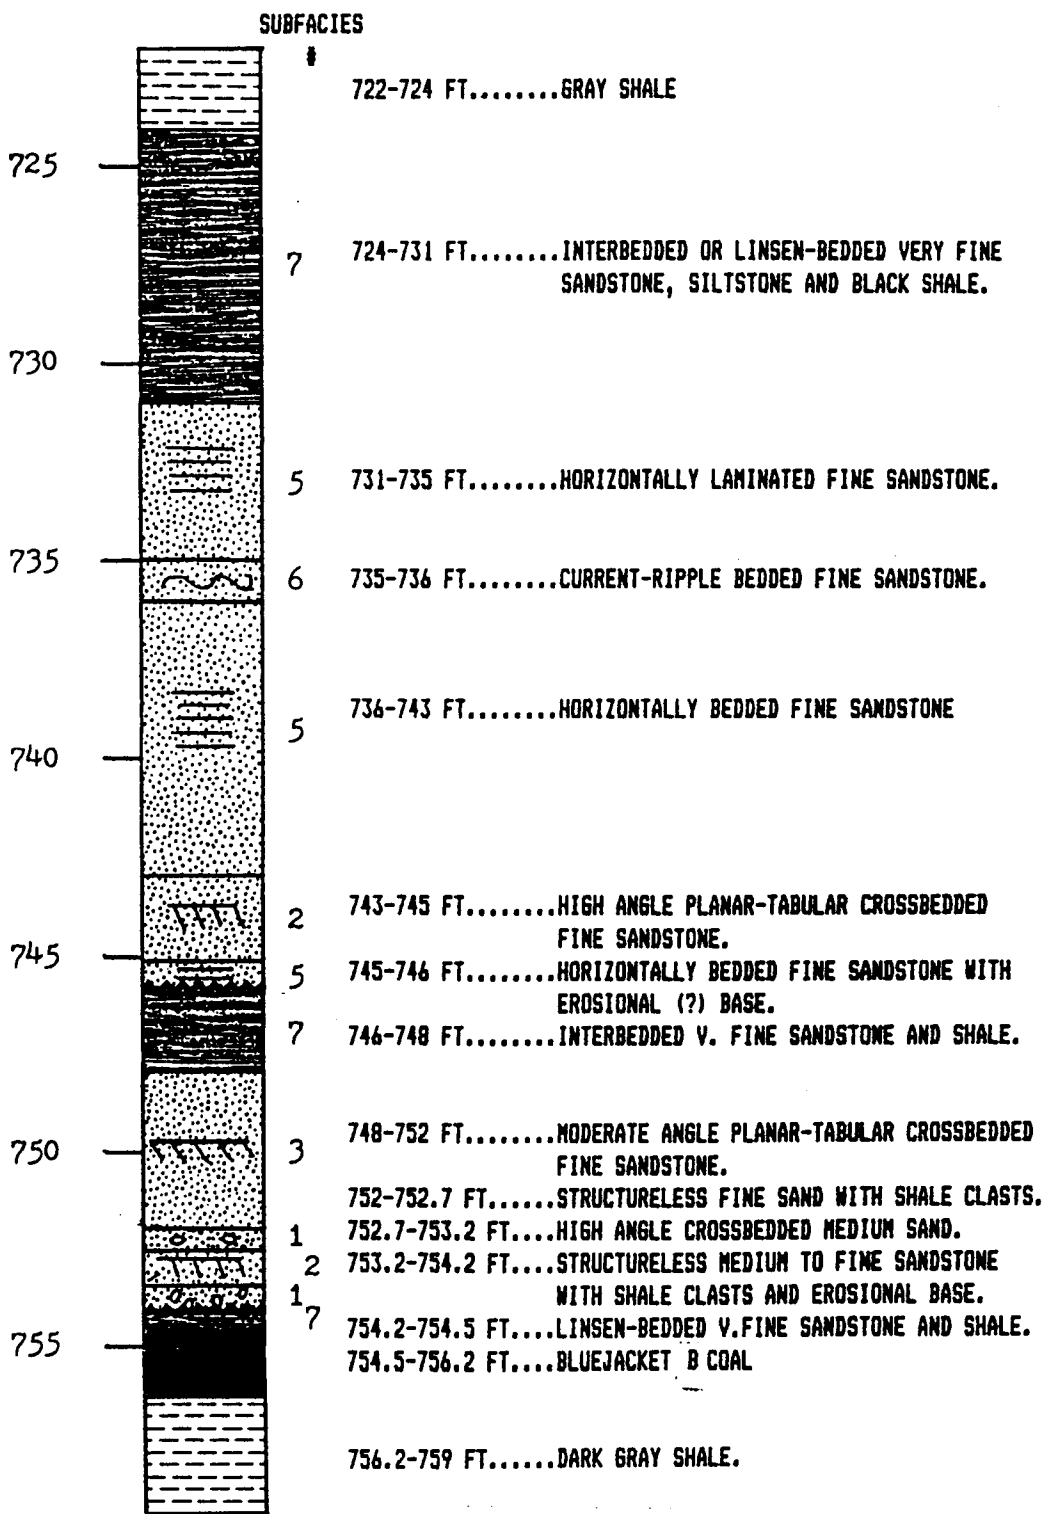 SUBFACIES
#
722-724 FT........GRAY SHALE
725
7 724-731 FT........INTERBEDDED OR LINSEN-BEDDED VERY FINE
SANDSTONE, SILTSTONE AND BLACK SHALE.
730
5 731-735 FT........HORIZONTALLY LAMINATED FINE SANDSTONE.
735
6 735-736 FT........CURRENT-RIPPLE BEDDED FINE SANDSTONE.
5 736-743 FT........HORIZONTALLY BEDDED FINE SANDSTONE
740
2 743-745 FT........HIGH ANGLE PLANAR-TABULAR CROSSBEDDED
FINE SANDSTONE.
745
5 745-746 FT........HORIZONTALLY BEDDED FINE SANDSTONE WITH
EROSIONAL (?) BASE.
7 746-748 FT........INTERBEDDED V. FINE SANDSTONE AND SHALE.
750
3 748-752 FT........MODERATE ANGLE PLANAR-TABULAR CROSSBEDDED
FINE SANDSTONE.
752-752.7 FT......STRUCTURELESS FINE SAND WITH SHALE CLASTS.
1 752.7-753.2 FT....HIGH ANGLE CROSSBEDDED MEDIUM SAND.
2 753.2-754.2 FT....STRUCTURELESS MEDIUM TO FINE SANDSTONE
1 WITH SHALE CLASTS AND EROSIONAL BASE.
7 754.2-754.5 FT....LINSEN-BEDDED V.FINE SANDSTONE AND SHALE.
755
754.5-756.2 FT....BLUEJACKET B COAL
756.2-759 FT......DARK GRAY SHALE.